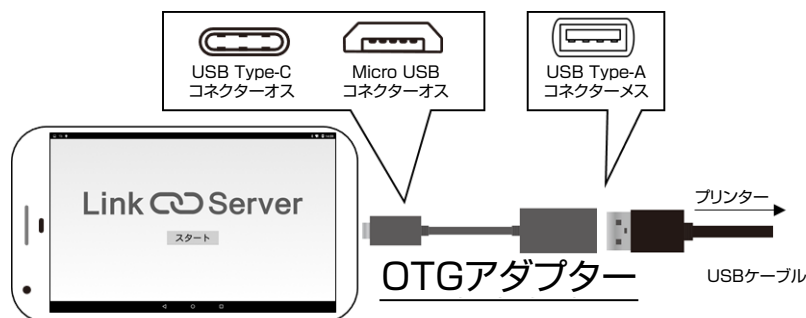 USB Type-C
コネクターオス
Micro USB
コネクターオス
USB Type-A
コネクターメス
Link Server
スタート
プリンター
OTGアダプター
USBケーブル